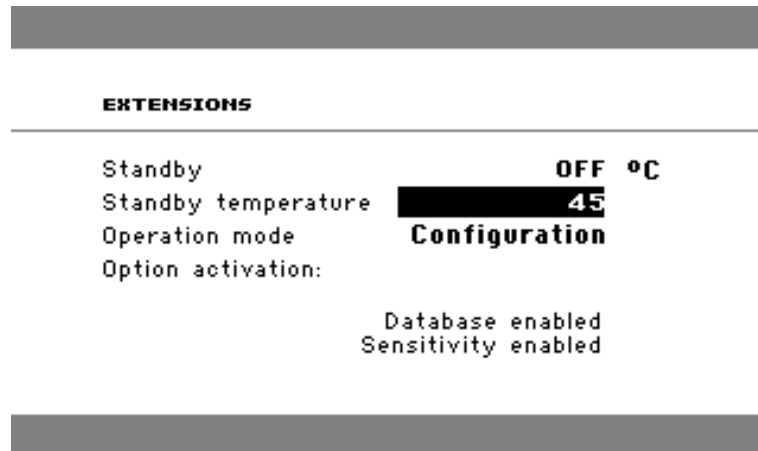 EXTENSIONS
Standby OFF ºC
Standby temperature 45
Operation mode Configuration
Option activation:
Database enabled
Sensitivity enabled